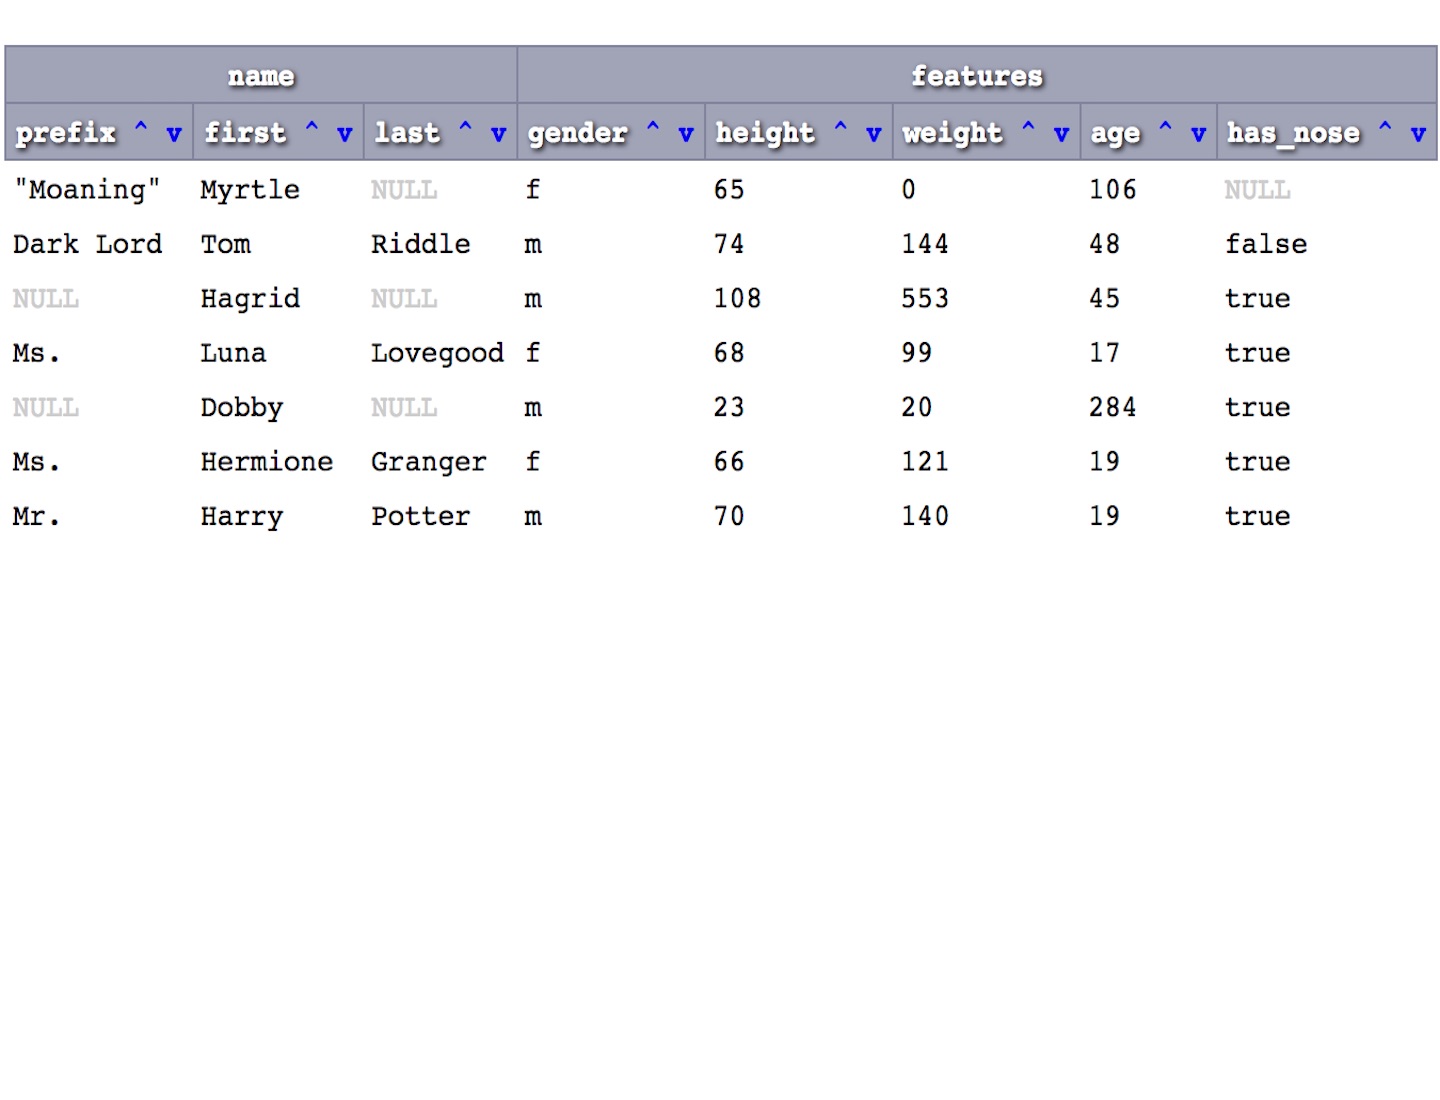 name features
prefix ^ v first ^ v last ^ v gender ^ v height ^ v weight ^ v age ^ v has_nose ^ v
"Moaning" Myrtle NULL f 65 0 106 NULL
Dark Lord Tom Riddle m 74 144 48 false
NULL Hagrid NULL m 108 553 45 true
Ms. Luna Lovegood f 68 99 17 true
NULL Dobby NULL m 23 20 284 true
Ms. Hermione Granger f 66 121 19 true
Mr. Harry Potter m 70 140 19 true